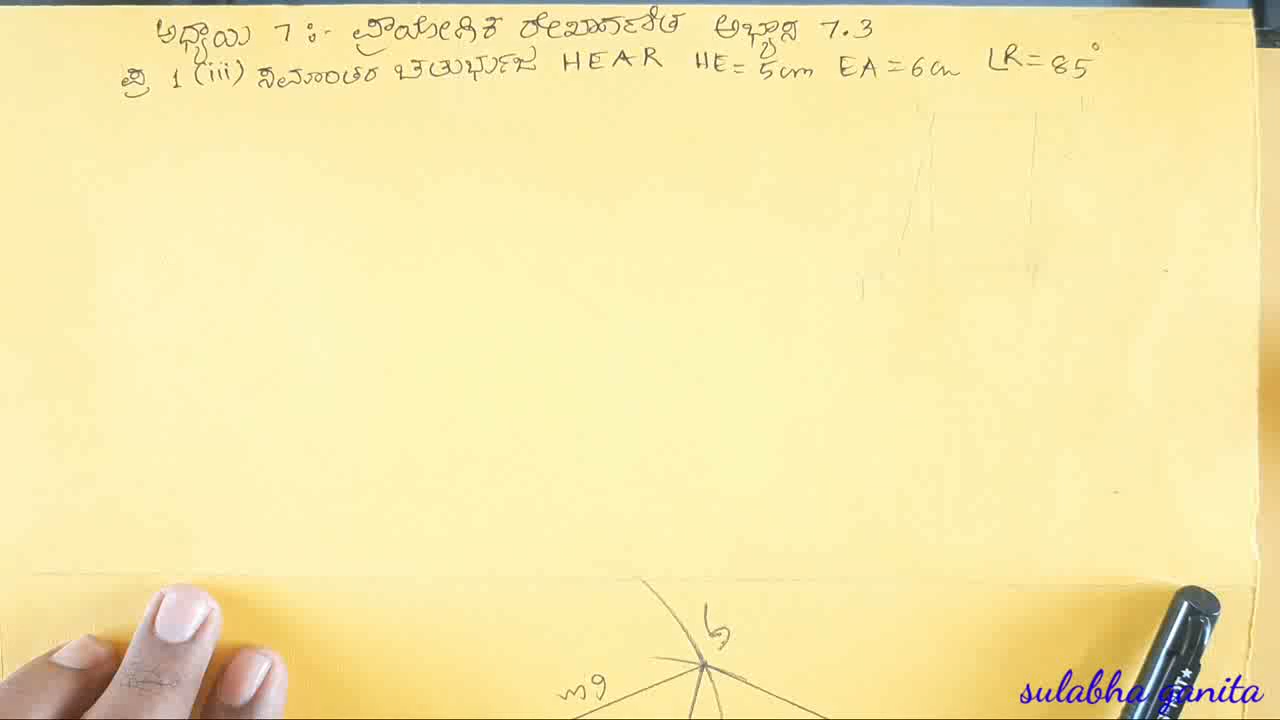 ಅಧ್ಯಾಯ 7 :- ಪ್ರಾಯೋಗಿಕ ರೇಖಾಗಣಿತ ಅಭ್ಯಾಸ 7.3
ಪ್ರ 1 (iii) ಸಮಾಂತರ ಚತುರ್ಭುಜ HEAR HE = 5cm EA = 6cm ∟R = 85°
sulabha ganita